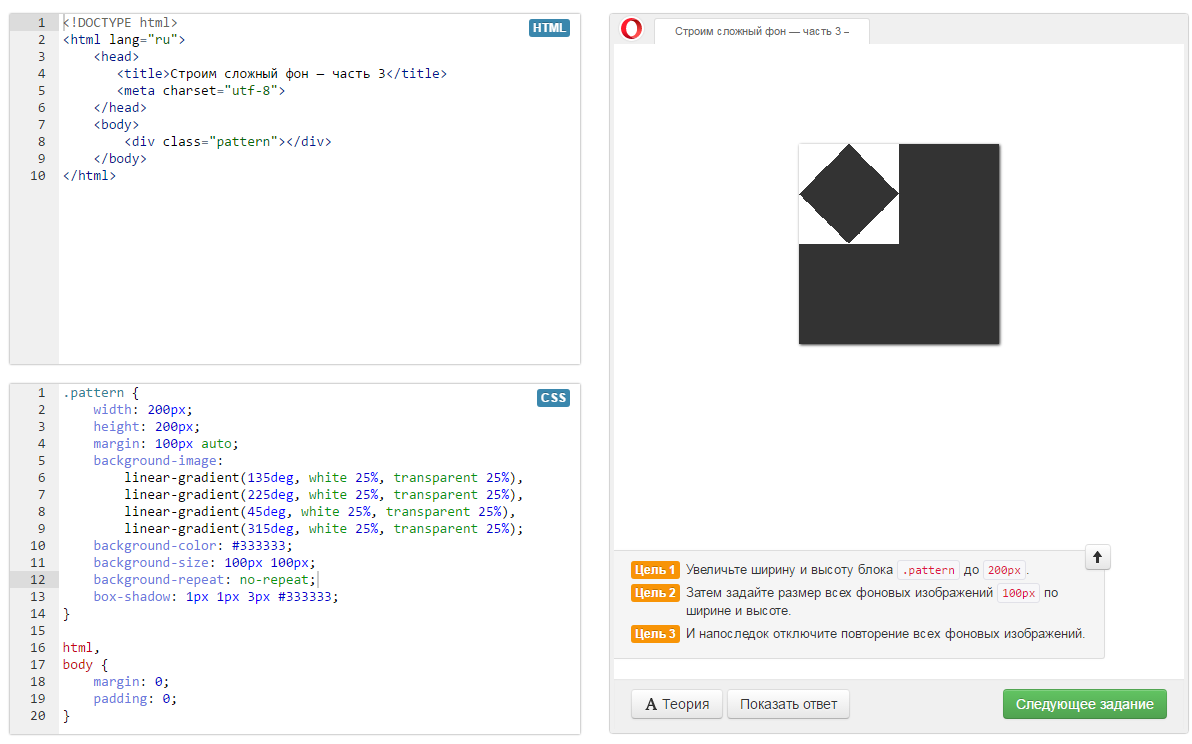 1 <!DOCTYPE html>
2 <html lang="ru">
3 <head>
4 <title>Строим сложный фон — часть 3</title>
5 <meta charset="utf-8">
6 </head>
7 <body>
8 <div class="pattern"></div>
9 </body>
10 </html>
HTML
1 .pattern {
2 width: 200px;
3 height: 200px;
4 margin: 100px auto;
5 background-image:
6 linear-gradient(135deg, white 25%, transparent 25%),
7 linear-gradient(225deg, white 25%, transparent 25%),
8 linear-gradient(45deg, white 25%, transparent 25%),
9 linear-gradient(315deg, white 25%, transparent 25%);
10 background-color: #333333;
11 background-size: 100px 100px;
12 background-repeat: no-repeat;
13 box-shadow: 1px 1px 3px #333333;
14 }
15
16 html,
17 body {
18 margin: 0;
19 padding: 0;
20 }
CSS
Строим сложный фон — часть 3 –
Цель 1 Увеличьте ширину и высоту блока .pattern до 200px.
Цель 2 Затем задайте размер всех фоновых изображений 100px по
ширине и высоте.
Цель 3 И напоследок отключите повторение всех фоновых изображений.
A Теория
Показать ответ
Следующее задание